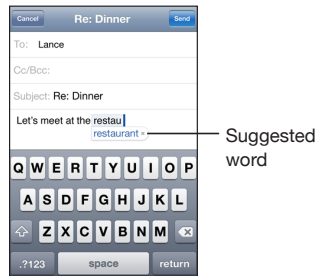 Cancel Re: Dinner Send
To: Lance
Cc/Bcc:
Subject: Re: Dinner
Let's meet at the restau
restaurant ×
Suggested
word
Q W E R T Y U I O P
A S D F G H J K L
Z X C V B N M
.?123 space return